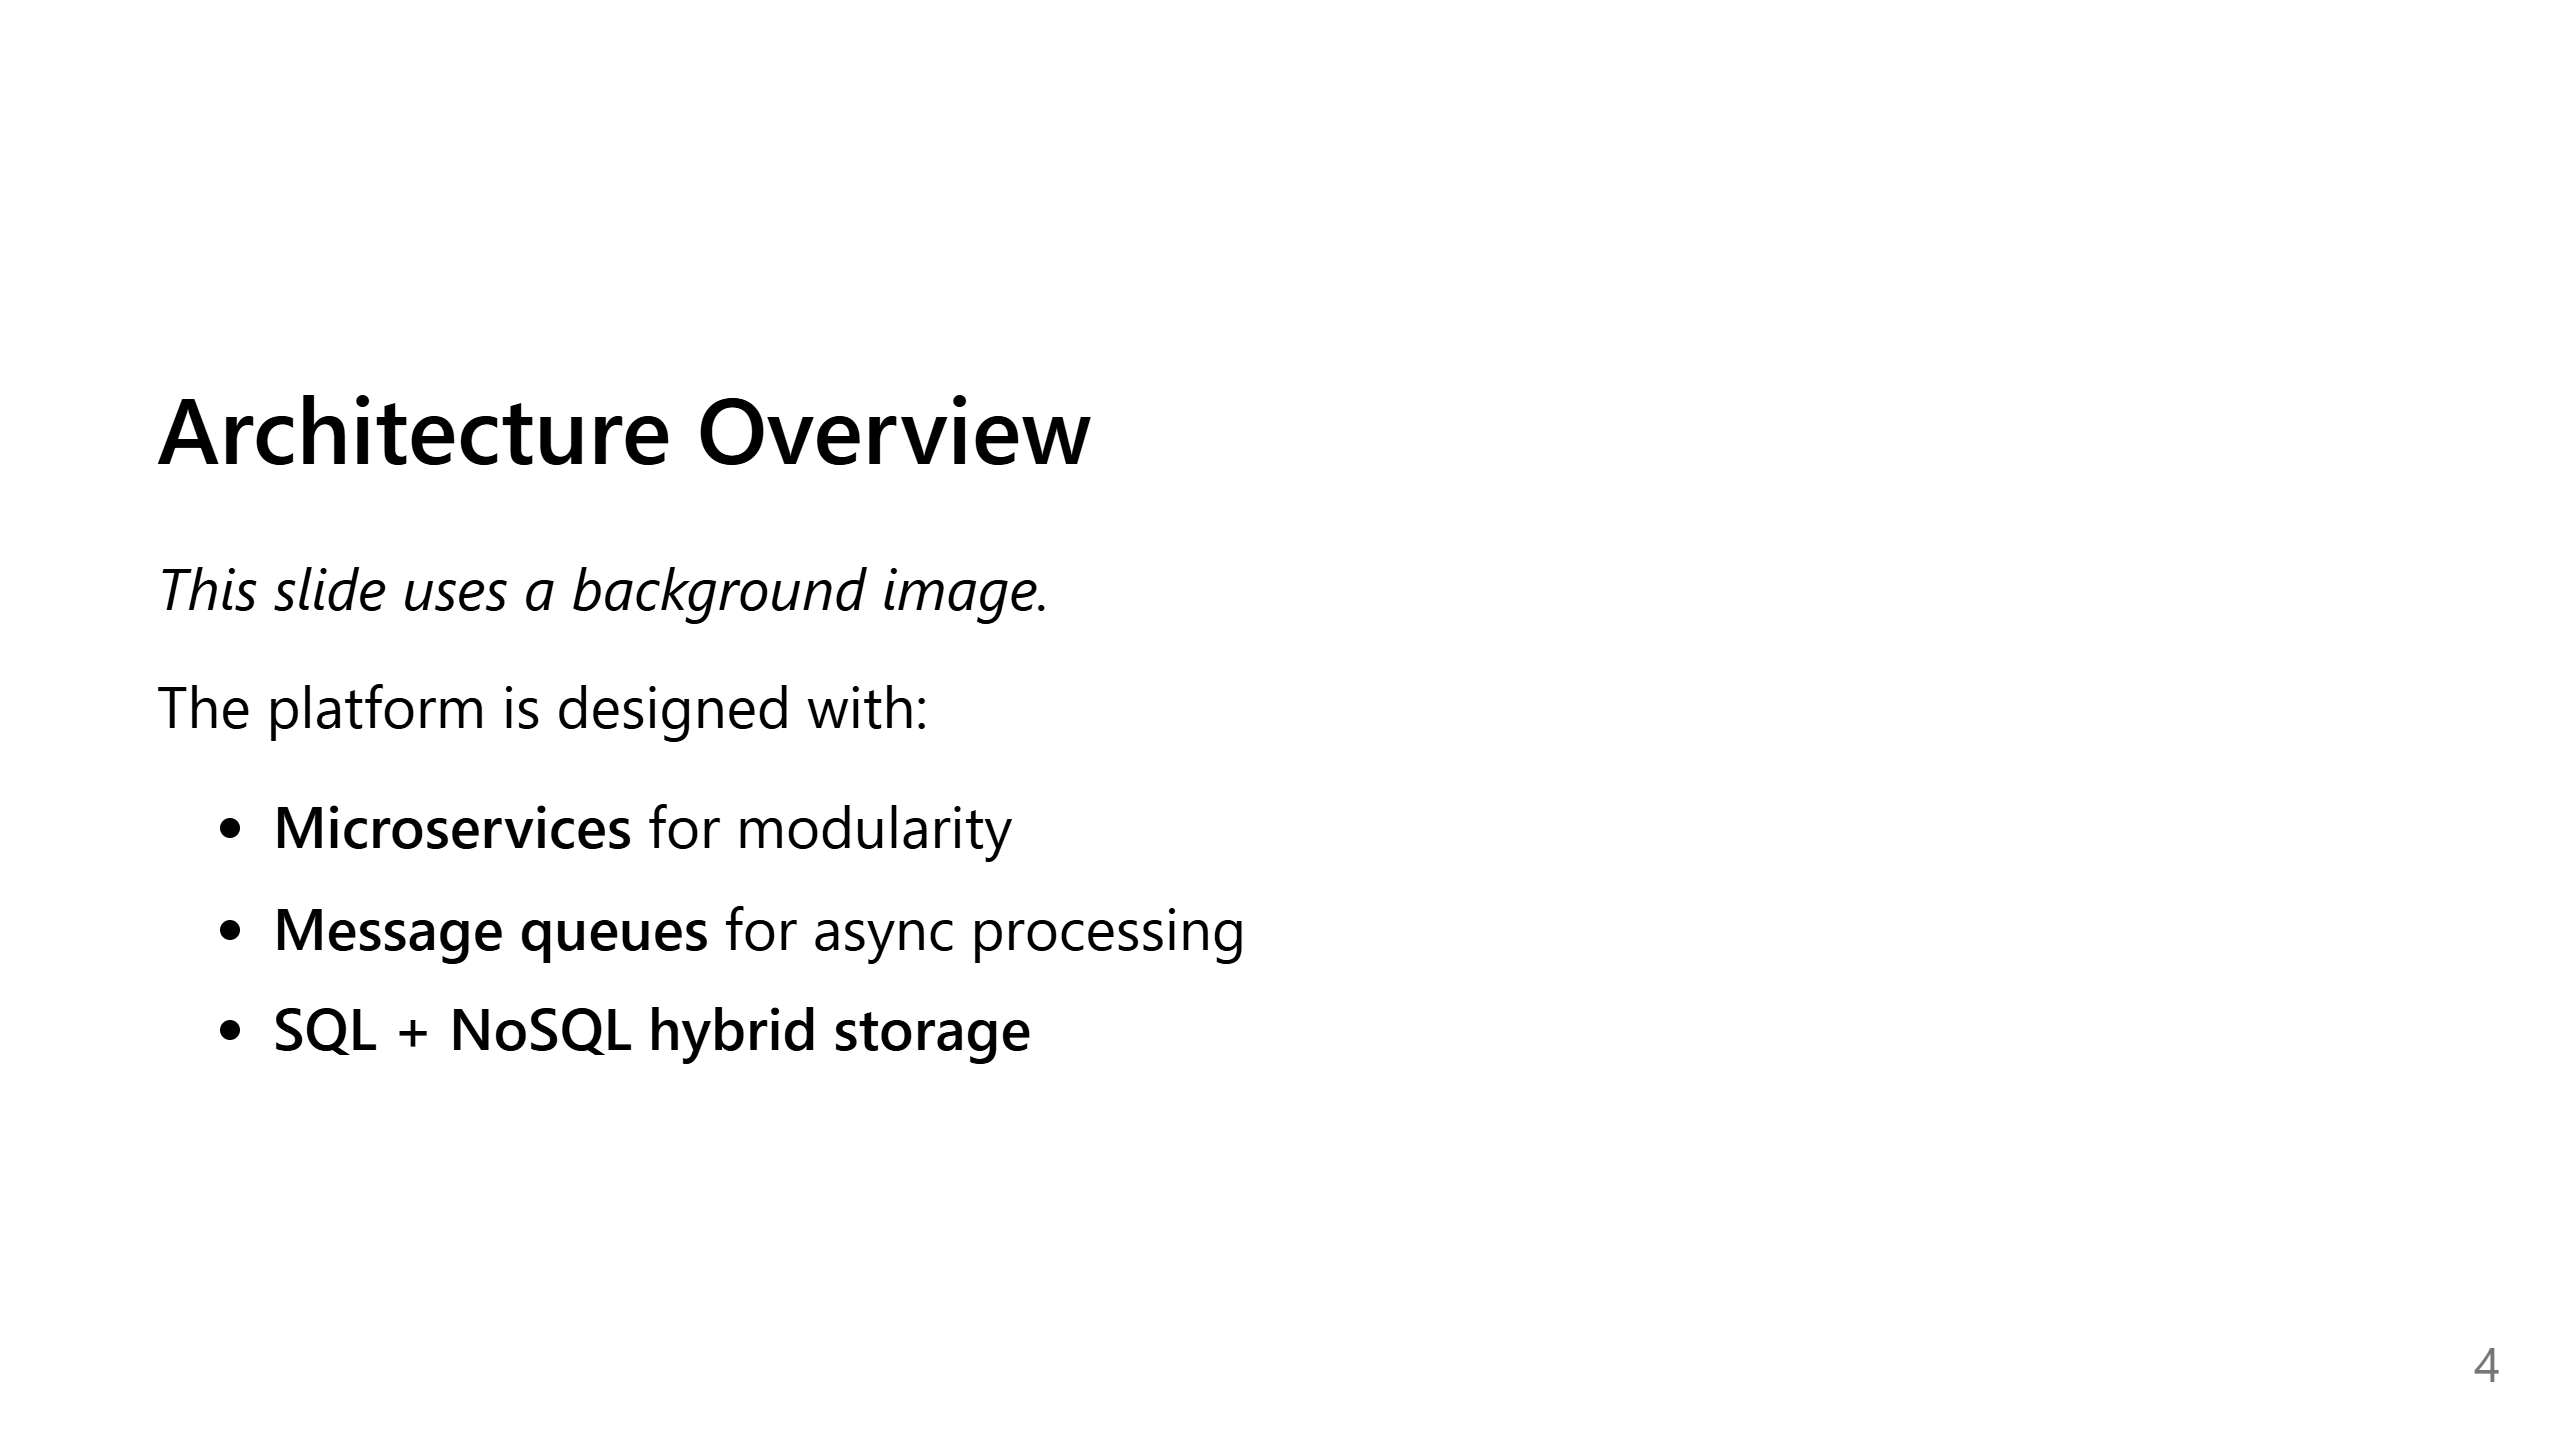 Architecture Overview
This slide uses a background image.
The platform is designed with:
• Microservices for modularity
• Message queues for async processing
• SQL + NoSQL hybrid storage
4